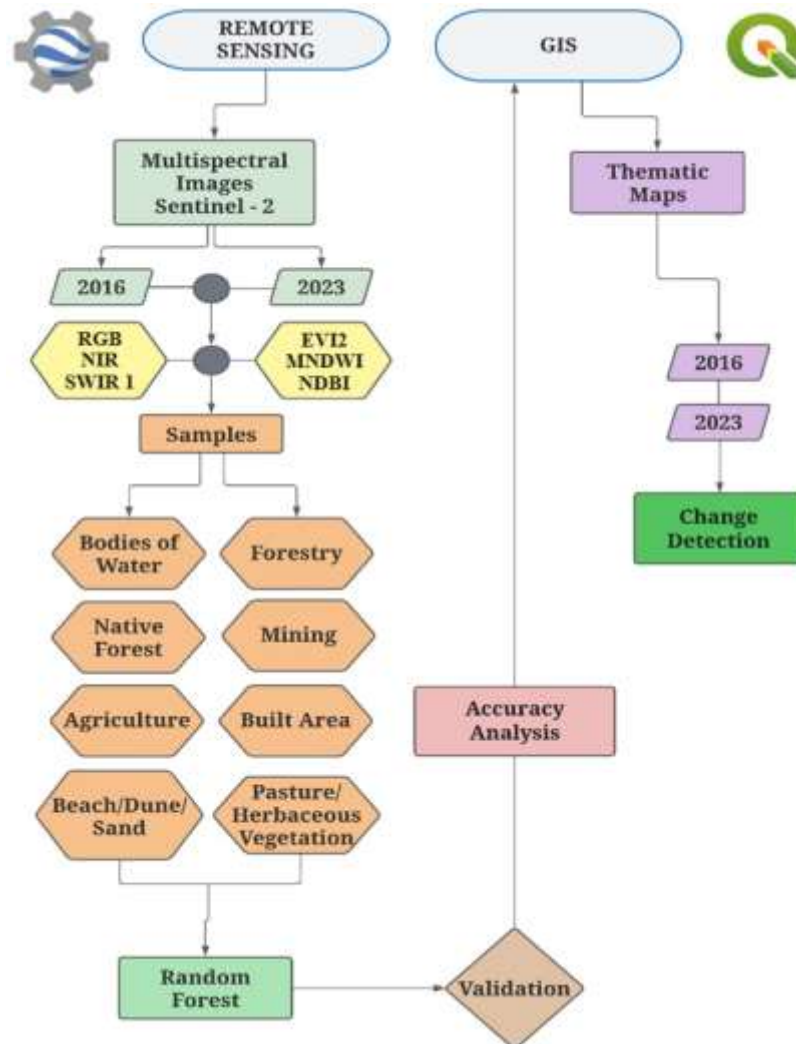 REMOTE
SENSING
Multispectral
Images
Sentinel - 2
2016
2023
RGB
NIR
SWIR 1
EVI2
MNDWI
NDBI
Samples
Bodies of
Water
Forestry
Native
Forest
Mining
Agriculture
Built Area
Beach/Dune/
Sand
Pasture/
Herbaceous
Vegetation
Random
Forest
Validation
Accuracy
Analysis
GIS
Thematic
Maps
2016
2023
Change
Detection